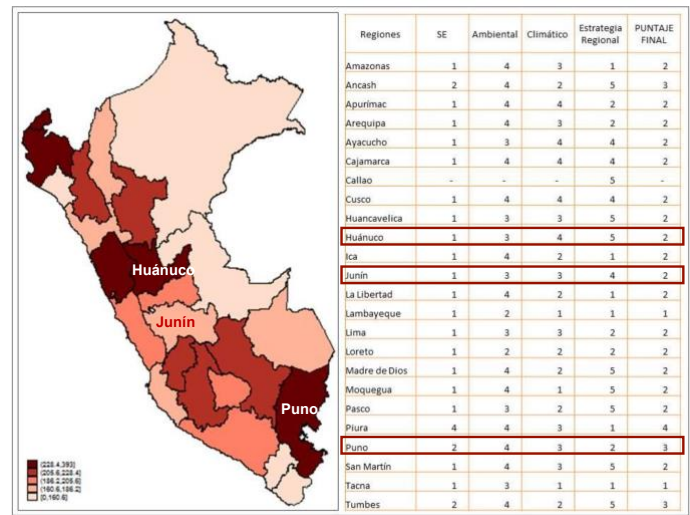 Huánuco
Junín
Puno
(228.4,393]
(205.6,228.4]
(186.2,205.6]
(160.6,186.2]
[0,160.6]
Regiones SE Ambiental Climático Estrategia Regional PUNTAJE FINAL
Amazonas 1 4 3 1 2
Ancash 2 4 2 5 3
Apurímac 1 4 4 2 2
Arequipa 1 4 3 2 2
Ayacucho 1 3 4 4 2
Cajamarca 1 4 4 4 2
Callao - - - 5 -
Cusco 1 4 4 4 2
Huancavelica 1 3 3 5 2
Huánuco 1 3 4 5 2
Ica 1 4 2 1 2
Junín 1 3 3 4 2
La Libertad 1 4 2 1 2
Lambayeque 1 2 1 1 1
Lima 1 3 3 2 2
Loreto 1 2 2 2 2
Madre de Dios 1 4 2 5 2
Moquegua 1 4 1 5 2
Pasco 1 3 2 5 2
Piura 4 4 3 1 4
Puno 2 4 3 2 3
San Martín 1 4 3 5 2
Tacna 1 3 1 1 1
Tumbes 2 4 2 5 3